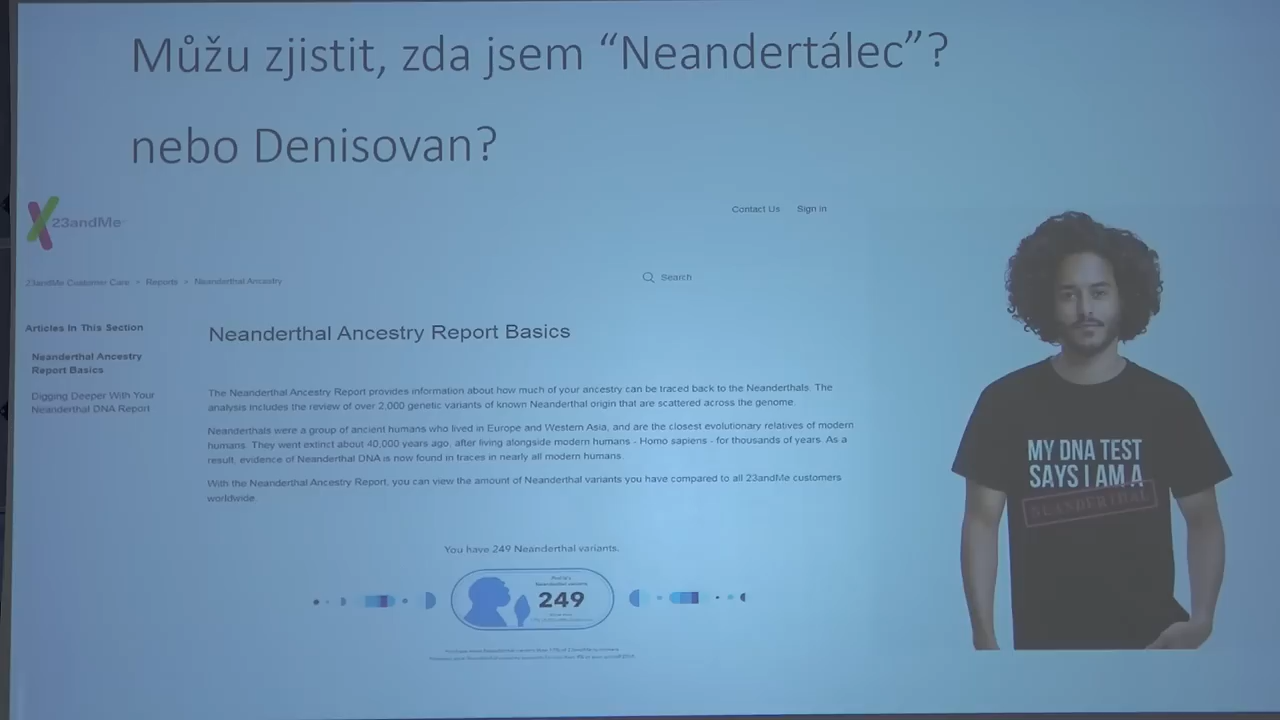 Můžu zjistit, zda jsem “Neandertálec”?
nebo Denisovan?
23andMe
Contact Us Sign in
23andMe Customer Care > Reports > Neanderthal Ancestry
Search
Articles In This Section
Neanderthal Ancestry
Report Basics
Digging Deeper With Your
Neanderthal DNA Report
Neanderthal Ancestry Report Basics
The Neanderthal Ancestry Report provides information about how much of your ancestry can be traced back to the Neanderthals. The
analysis includes the review of over 2,000 genetic variants of known Neanderthal origin that are scattered across the genome.
Neanderthals were a group of ancient humans who lived in Europe and Western Asia, and are the closest evolutionary relatives of modern
humans. They went extinct about 40,000 years ago, after living alongside modern humans - Homo sapiens - for thousands of years. As a
result, evidence of Neanderthal DNA is now found in traces in nearly all modern humans.
With the Neanderthal Ancestry Report, you can view the amount of Neanderthal variants you have compared to all 23andMe customers
worldwide.
You have 249 Neanderthal variants.
249
MY DNA TEST
SAYS I AM A
NEANDERTHAL